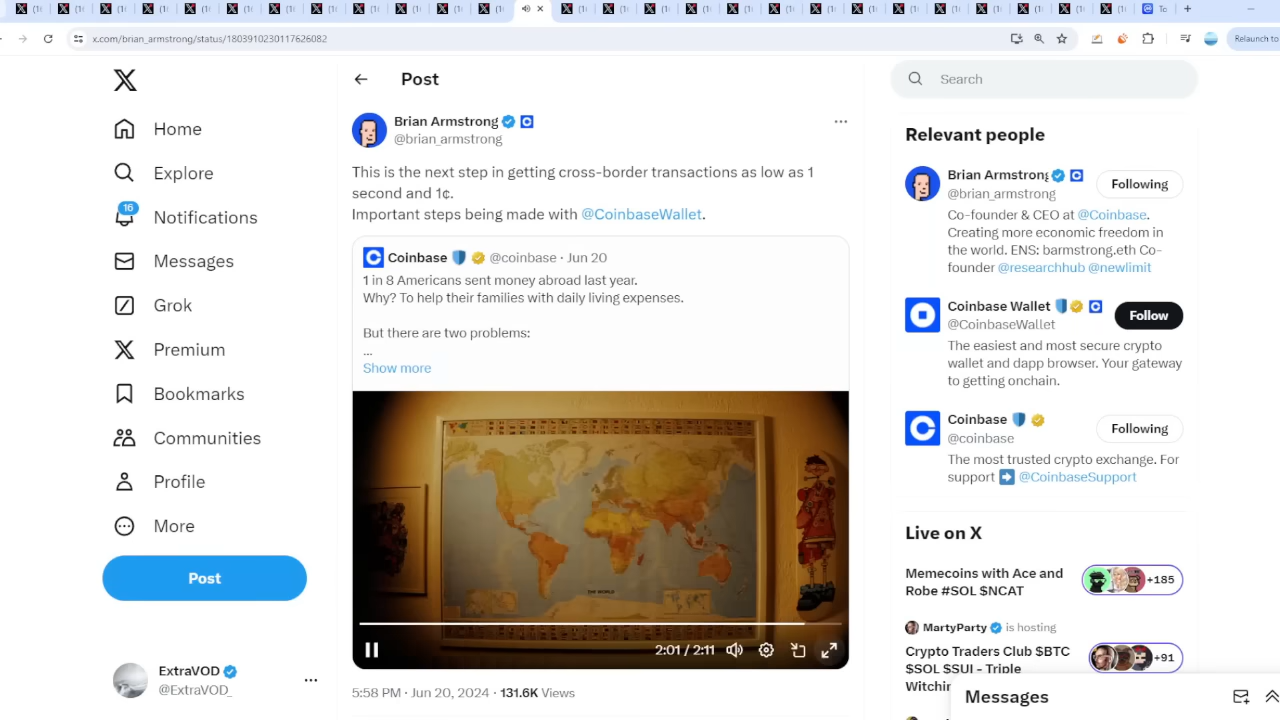 x.com/brian_armstrong/status/1803910230117626082
Relaunch to
Post
Search
Home
Explore
16
Notifications
Messages
Grok
Premium
Bookmarks
Communities
Profile
More
Post
ExtraVOD
@ExtraVOD_
Brian Armstrong
@brian_armstrong
This is the next step in getting cross-border transactions as low as 1
second and 1¢.
Important steps being made with @CoinbaseWallet.
Coinbase @coinbase · Jun 20
1 in 8 Americans sent money abroad last year.
Why? To help their families with daily living expenses.
But there are two problems:
...
Show more
THE WORLD
2:01 / 2:11
5:58 PM · Jun 20, 2024 · 131.6K Views
Relevant people
Brian Armstrong
@brian_armstrong
Following
Co-founder & CEO at @Coinbase.
Creating more economic freedom in
the world. ENS: barmstrong.eth Co-
founder @researchhub @newlimit
Coinbase Wallet
@CoinbaseWallet
Follow
The easiest and most secure crypto
wallet and dapp browser. Your gateway
to getting onchain.
Coinbase
@coinbase
Following
The most trusted crypto exchange. For
support @CoinbaseSupport
Live on X
Memecoins with Ace and
Robe #SOL $NCAT
+185
MartyParty is hosting
Crypto Traders Club $BTC
$SOL $SUI - Triple
+91
Messages